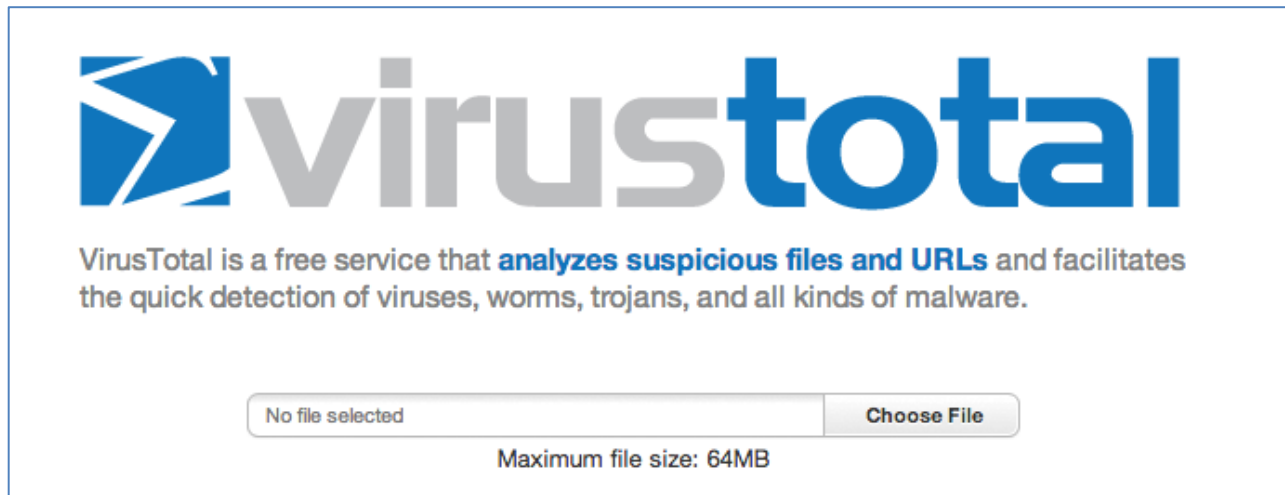 virustotal
VirusTotal is a free service that analyzes suspicious files and URLs and facilitates
the quick detection of viruses, worms, trojans, and all kinds of malware.
No file selected
Choose File
Maximum file size: 64MB